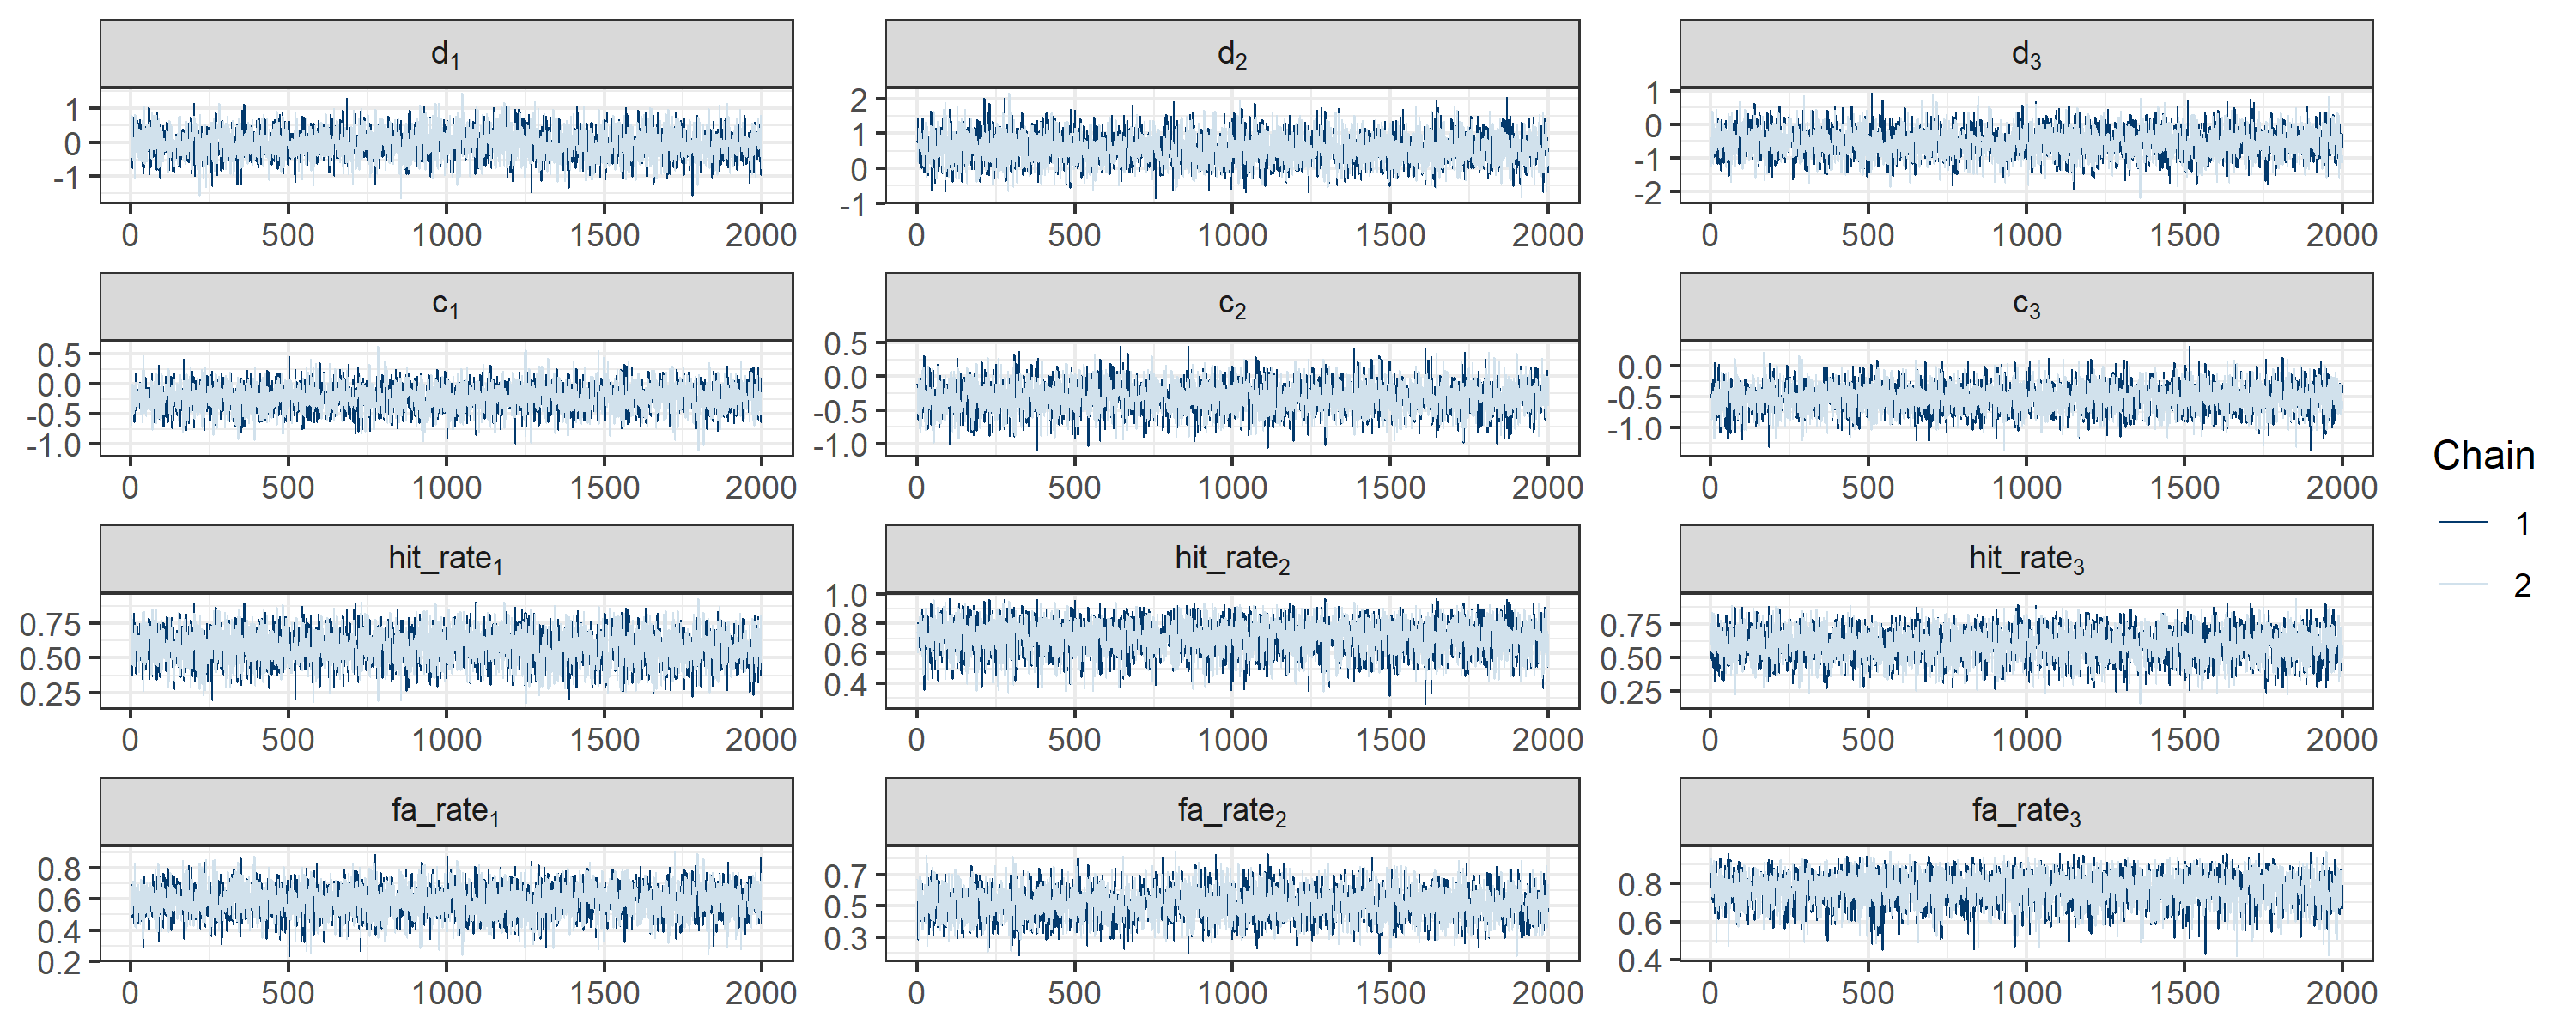 d₁ d₂ d₃
1 2 1
0 1 0
-1 0 -1
-1 -2
0 500 1000 1500 2000 0 500 1000 1500 2000 0 500 1000 1500 2000
c₁ c₂ c₃
0.5 0.5 0.0
0.0 0.0 -0.5
-0.5 -0.5 -1.0
-1.0 -1.0
0 500 1000 1500 2000 0 500 1000 1500 2000 0 500 1000 1500 2000
Chain
1
2
hit_rate₁ hit_rate₂ hit_rate₃
0.75 1.0 0.75
0.50 0.8 0.50
0.25 0.6 0.25
0.4
0 500 1000 1500 2000 0 500 1000 1500 2000 0 500 1000 1500 2000
fa_rate₁ fa_rate₂ fa_rate₃
0.8 0.7 0.8
0.6 0.5 0.6
0.4 0.3 0.4
0.2
0 500 1000 1500 2000 0 500 1000 1500 2000 0 500 1000 1500 2000